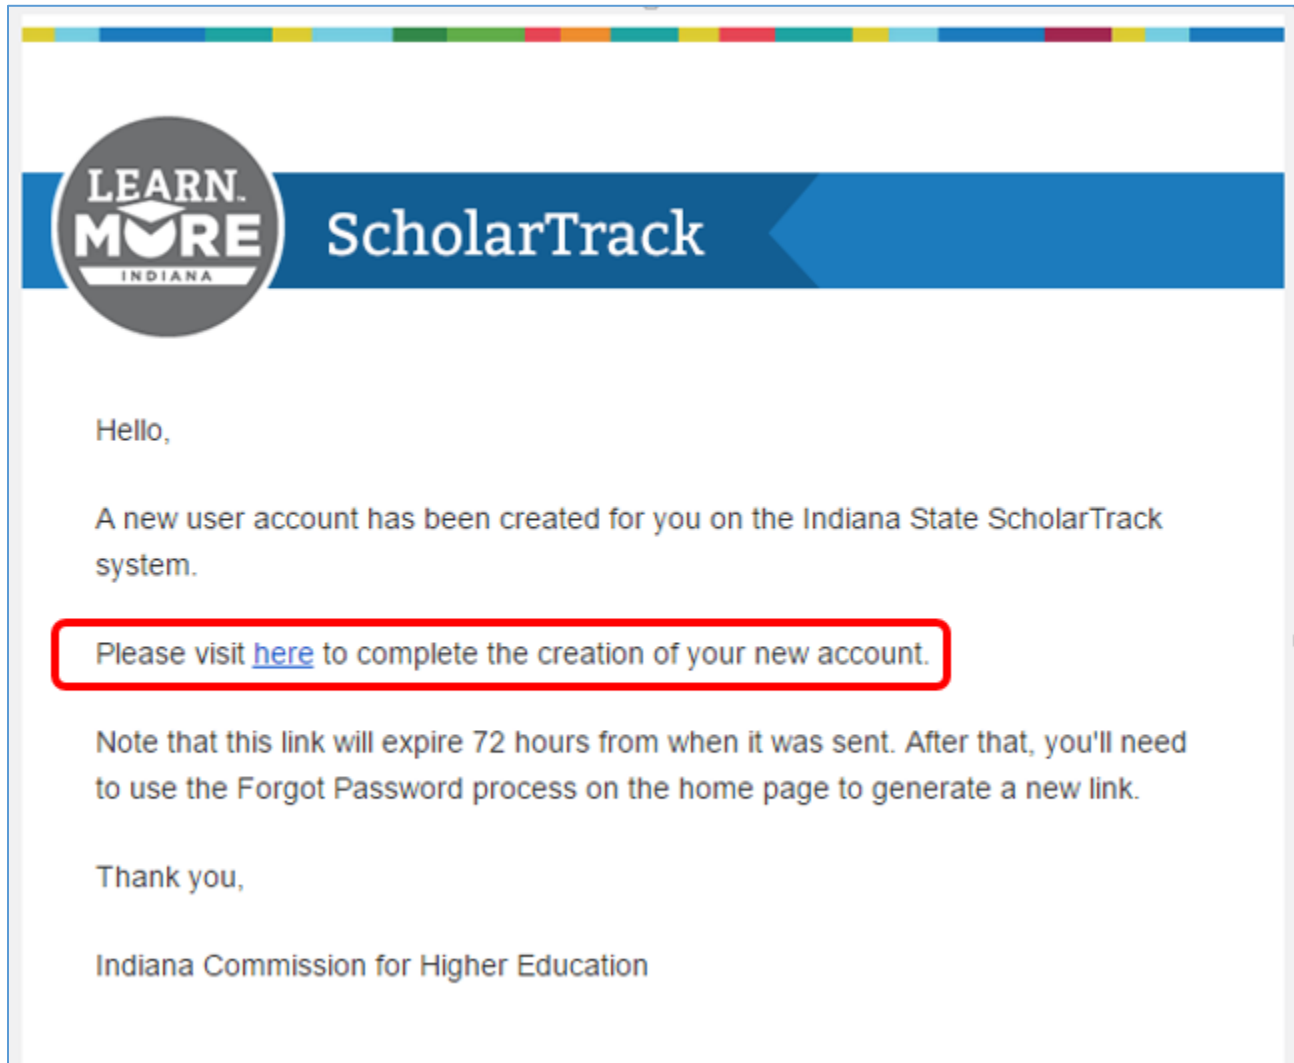 LEARN™
MORE
INDIANA
ScholarTrack
Hello,
A new user account has been created for you on the Indiana State ScholarTrack
system.
Please visit here to complete the creation of your new account.
Note that this link will expire 72 hours from when it was sent. After that, you'll need
to use the Forgot Password process on the home page to generate a new link.
Thank you,
Indiana Commission for Higher Education